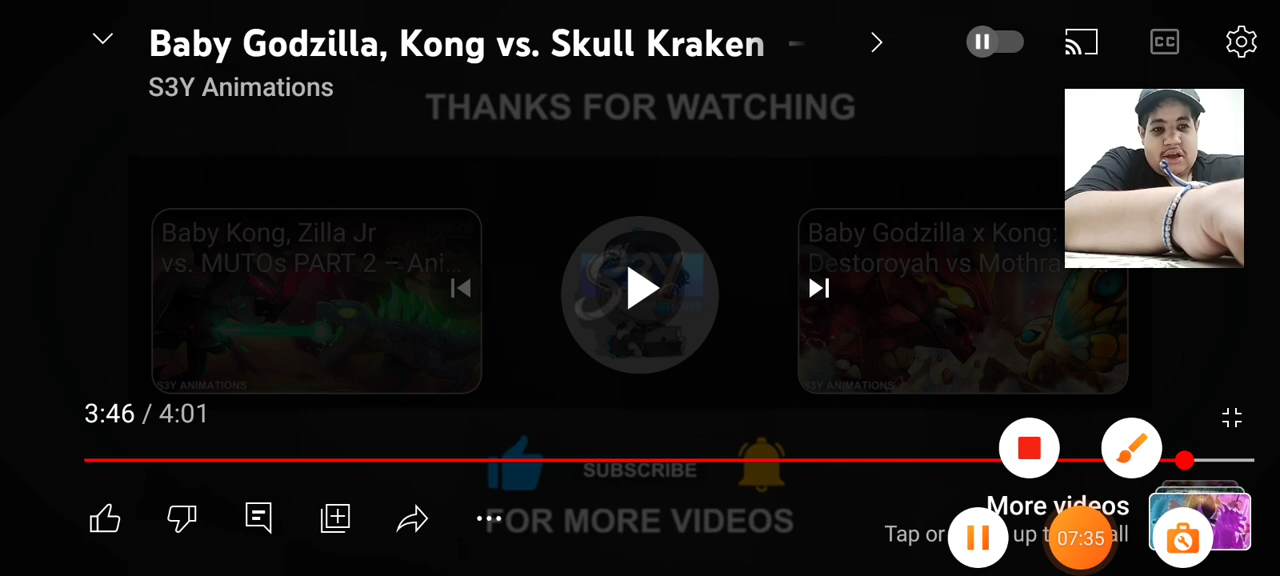 Baby Godzilla, Kong vs. Skull Kraken –
S3Y Animations
CC
THANKS FOR WATCHING
Baby Kong, Zilla Jr
vs. MUTOs PART 2 – Ani...
S3Y ANIMATIONS
S3Y
Baby Godzilla x Kong:
Destoroyah vs Mothra
S3Y ANIMATIONS
3:46 / 4:01
SUBSCRIBE
FOR MORE VIDEOS
More videos
Tap or up t all
07:35